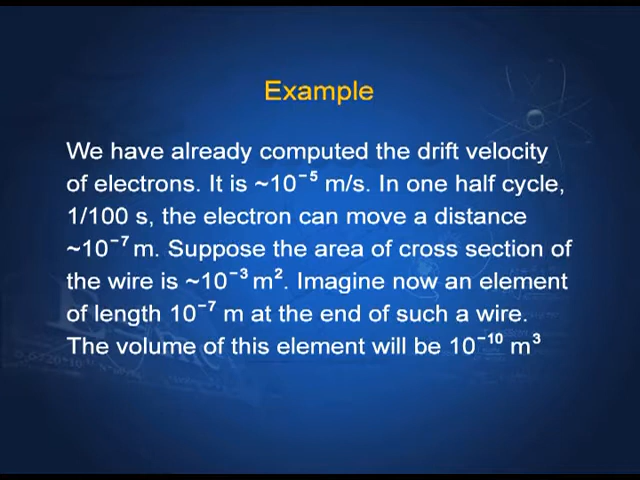 Example
We have already computed the drift velocity
of electrons. It is ~10⁻⁵ m/s. In one half cycle,
1/100 s, the electron can move a distance
~10⁻⁷ m. Suppose the area of cross section of
the wire is ~10⁻³ m². Imagine now an element
of length 10⁻⁷ m at the end of such a wire.
The volume of this element will be 10⁻¹⁰ m³